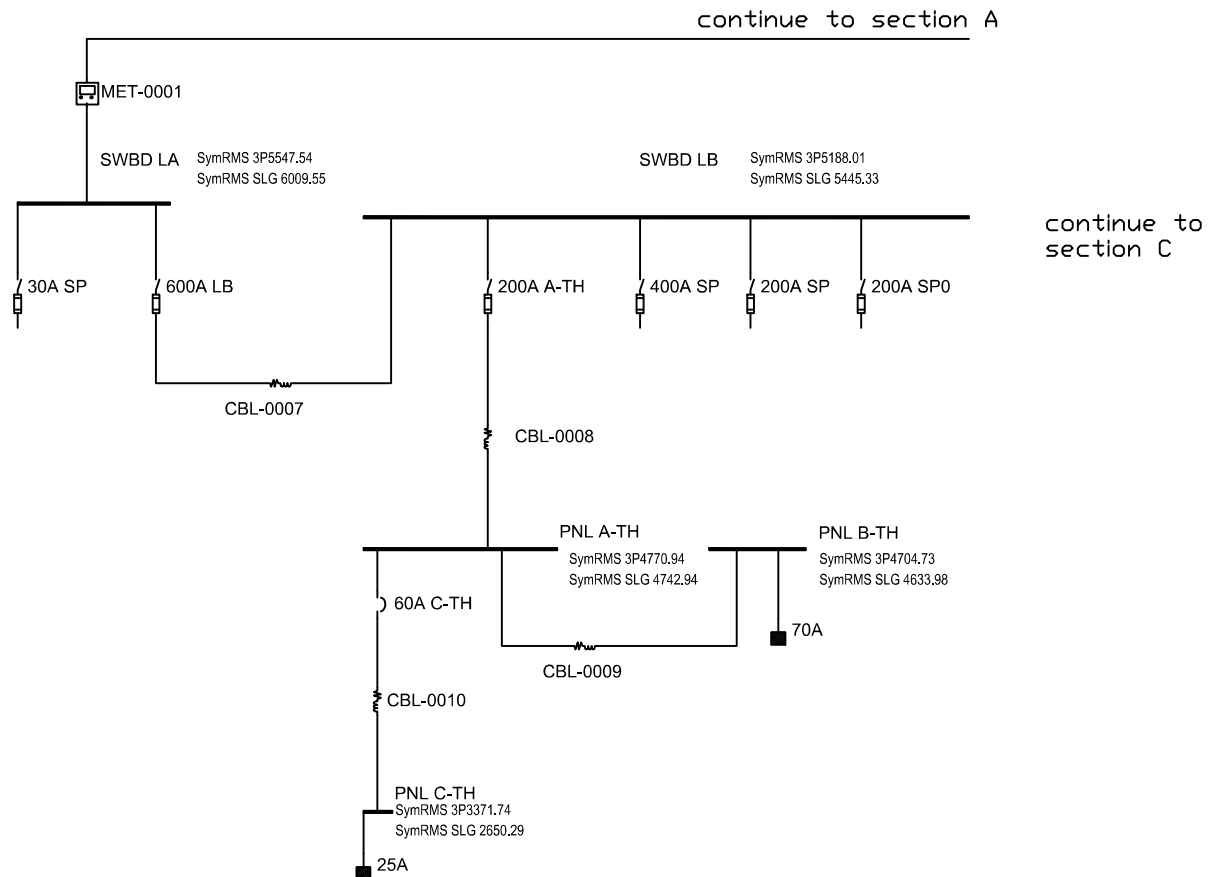 continue to section A
MET-0001
SWBD LA
SymRMS 3P5547.54
SymRMS SLG 6009.55
SWBD LB
SymRMS 3P5188.01
SymRMS SLG 5445.33
continue to
section C
30A SP
600A LB
200A A-TH
400A SP
200A SP
200A SP0
CBL-0007
CBL-0008
PNL A-TH
SymRMS 3P4770.94
SymRMS SLG 4742.94
PNL B-TH
SymRMS 3P4704.73
SymRMS SLG 4633.98
60A C-TH
70A
CBL-0009
CBL-0010
PNL C-TH
SymRMS 3P3371.74
SymRMS SLG 2650.29
25A